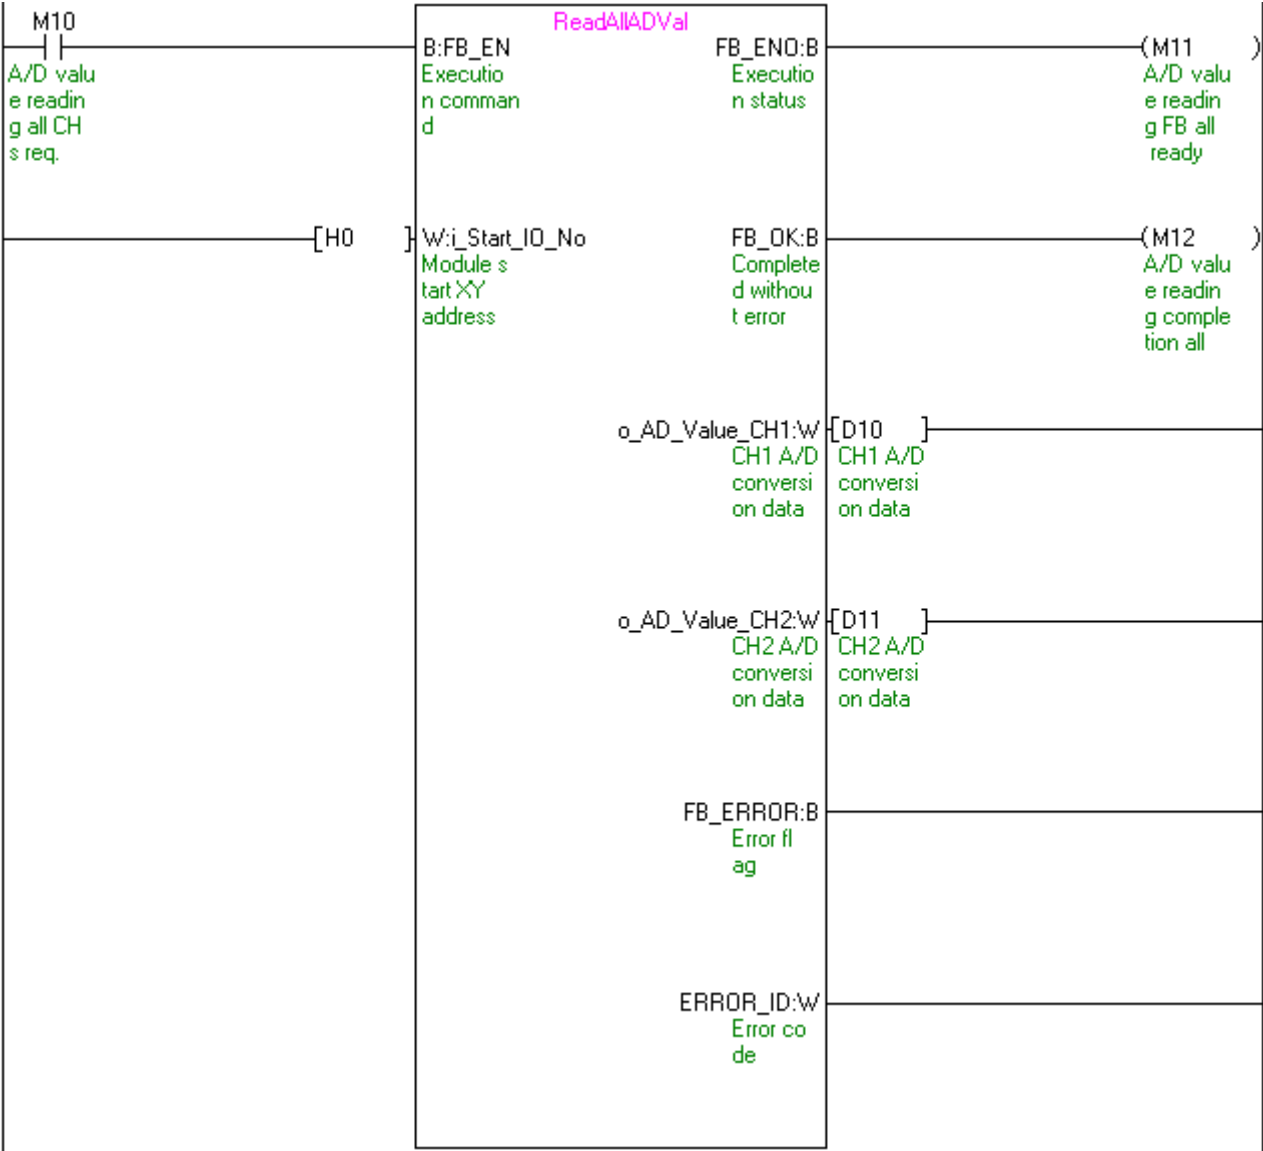 M10
A/D valu
e readin
g all CH
s req.
ReadAllADVal
B:FB_EN
Executio
n comman
d
FB_ENO:B
Executio
n status
(M11 )
A/D valu
e readin
g FB all
ready
[H0 ]
W:i_Start_IO_No
Module s
tart XY
address
FB_OK:B
Complete
d withou
t error
(M12 )
A/D valu
e readin
g comple
tion all
o_AD_Value_CH1:W
CH1 A/D
conversi
on data
[D10 ]
CH1 A/D
conversi
on data
o_AD_Value_CH2:W
CH2 A/D
conversi
on data
[D11 ]
CH2 A/D
conversi
on data
FB_ERROR:B
Error fl
ag
ERROR_ID:W
Error co
de